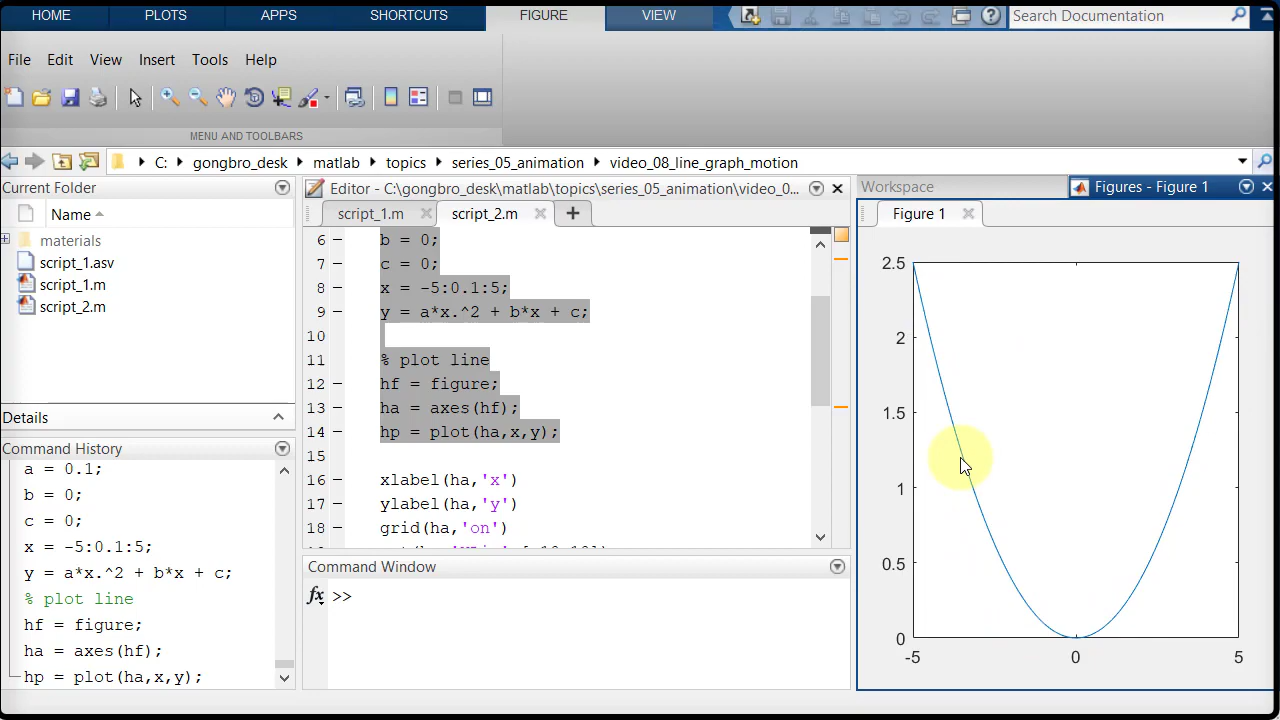 HOME PLOTS APPS SHORTCUTS FIGURE VIEW Search Documentation
File Edit View Insert Tools Help
MENU AND TOOLBARS
C: gongbro_desk matlab topics series_05_animation video_08_line_graph_motion
Current Folder
Name
materials
script_1.asv
script_1.m
script_2.m
Details
Command History
a = 0.1;
b = 0;
c = 0;
x = -5:0.1:5;
y = a*x.^2 + b*x + c;
% plot line
hf = figure;
ha = axes(hf);
hp = plot(ha,x,y);
Editor - C:\gongbro_desk\matlab\topics\series_05_animation\video_0...
script_1.m script_2.m
6 b = 0;
7 c = 0;
8 x = -5:0.1:5;
9 y = a*x.^2 + b*x + c;
10
11 % plot line
12 hf = figure;
13 ha = axes(hf);
14 hp = plot(ha,x,y);
15
16 xlabel(ha,'x')
17 ylabel(ha,'y')
18 grid(ha,'on')
Command Window
fx >>
Workspace Figures - Figure 1
Figure 1
2.5
2
1.5
1
0.5
0
-5 0 5